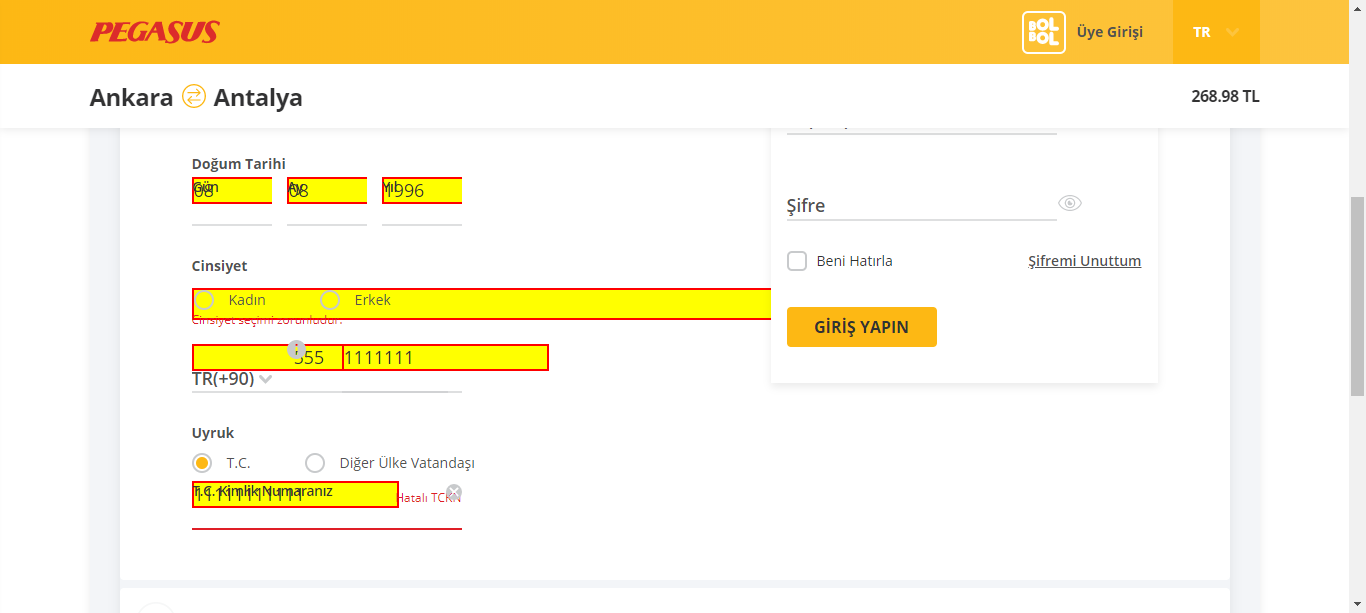 PEGASUS
BOL BOL
Üye Girişi
TR
Ankara Antalya
268.98 TL
Doğum Tarihi
Gün 08 Ay 08 Yıl 1996
Cinsiyet
Kadın Erkek
Cinsiyet seçimi zorunludur.
555 1111111
TR(+90)
Uyruk
T.C. Diğer Ülke Vatandaşı
T.C. Kimlik Numaranız
11111111111
Hatalı TCKN
Şifre
Beni Hatırla Şifremi Unuttum
GİRİŞ YAPIN